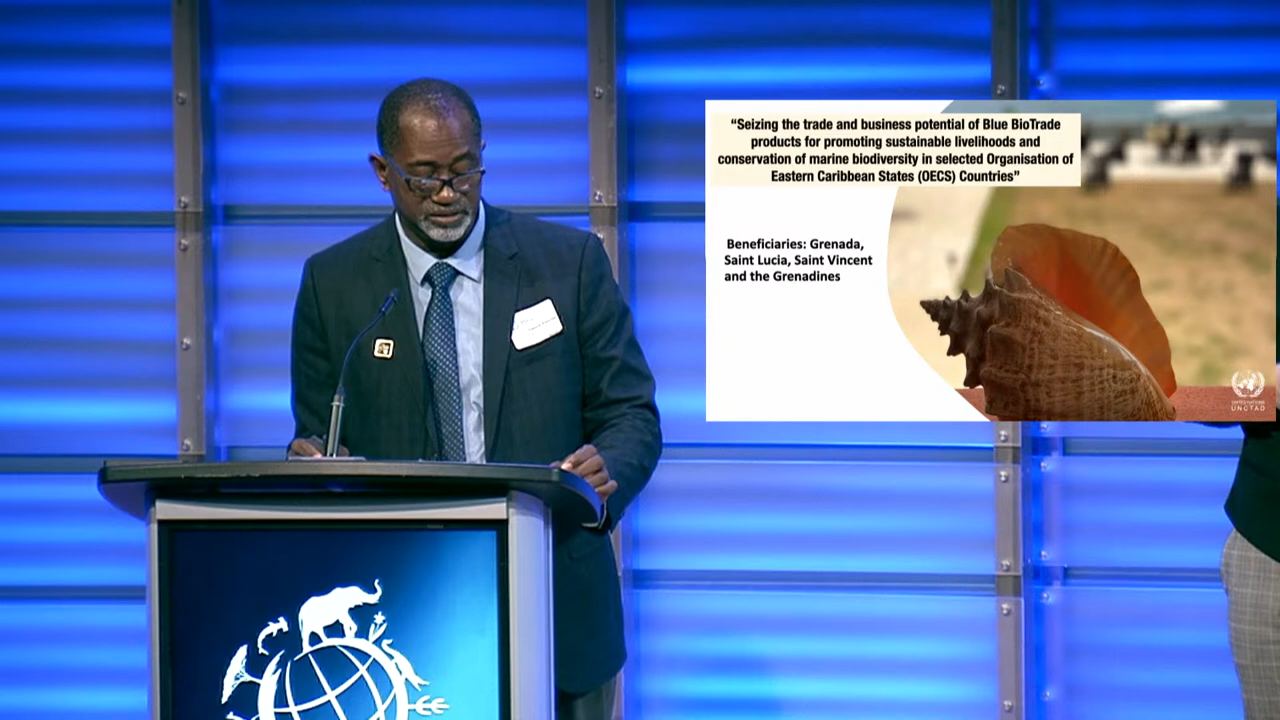 “Seizing the trade and business potential of Blue BioTrade
products for promoting sustainable livelihoods and
conservation of marine biodiversity in selected Organisation of
Eastern Caribbean States (OECS) Countries”
Beneficiaries: Grenada,
Saint Lucia, Saint Vincent
and the Grenadines
UNITED NATIONS
UNCTAD